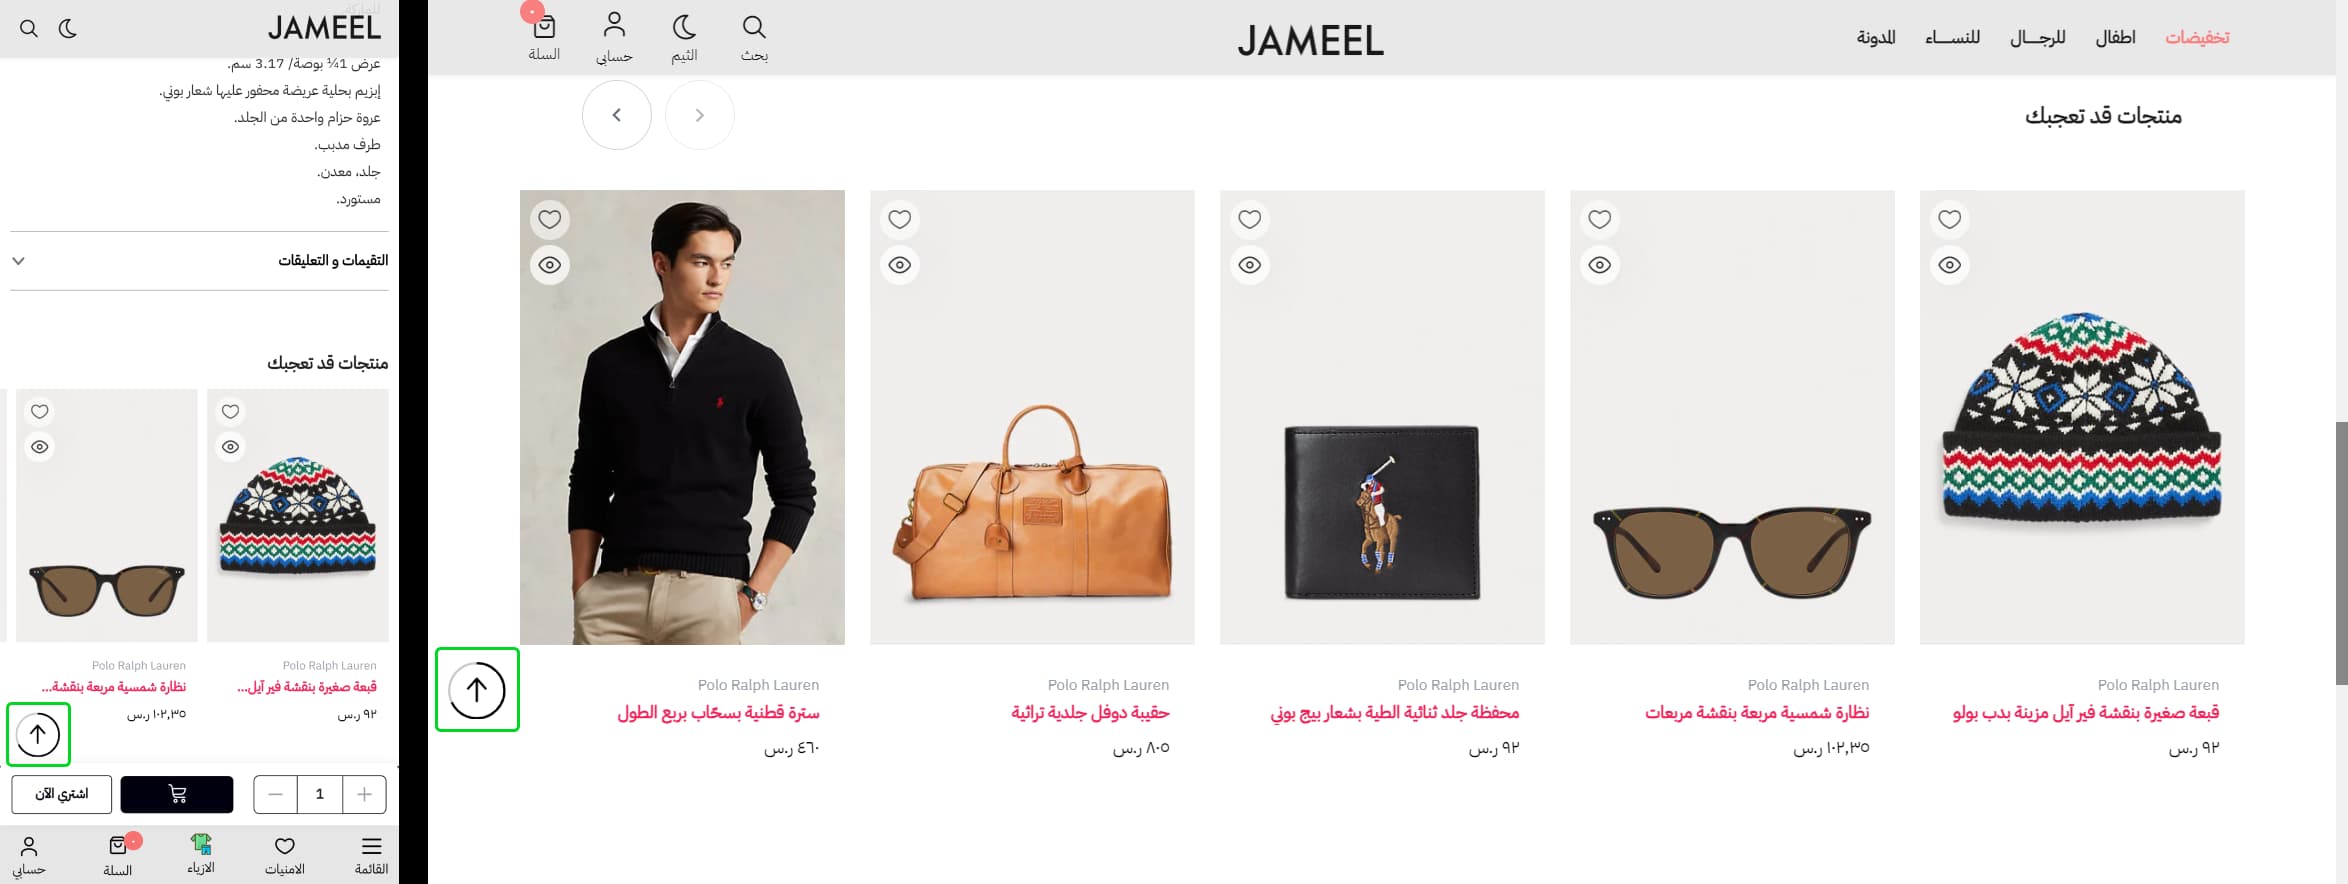 للماركة.
JAMEEL
عرض 1¼ بوصة/ 3.17 سم.
إبزيم بحلية عريضة محفور عليها شعار بوني.
عروة حزام واحدة من الجلد.
طرف مدبب.
جلد، معدن.
مستورد.
التقيمات و التعليقات
منتجات قد تعجبك
Polo Ralph Lauren
قبعة صغيرة بنقشة فير آيل...
٩٢ ر.س
Polo Ralph Lauren
نظارة شمسية مربعة بنقشة...
١٠٢,٣٥ ر.س
1
اشتري الآن
القائمة
الامنيات
الازياء
السلة
حسابي
تخفيضات
اطفال
للرجـــال
للنســـاء
المدونة
JAMEEL
بحث
الثيم
حسابي
السلة
منتجات قد تعجبك
Polo Ralph Lauren
قبعة صغيرة بنقشة فير آيل مزينة بدب بولو
٩٢ ر.س
Polo Ralph Lauren
نظارة شمسية مربعة بنقشة مربعات
١٠٢,٣٥ ر.س
Polo Ralph Lauren
محفظة جلد ثنائية الطية بشعار بيج بوني
٩٢ ر.س
Polo Ralph Lauren
حقيبة دوفل جلدية تراثية
٨٠٥ ر.س
Polo Ralph Lauren
سترة قطنية بسحّاب بربع الطول
٤٦٠ ر.س